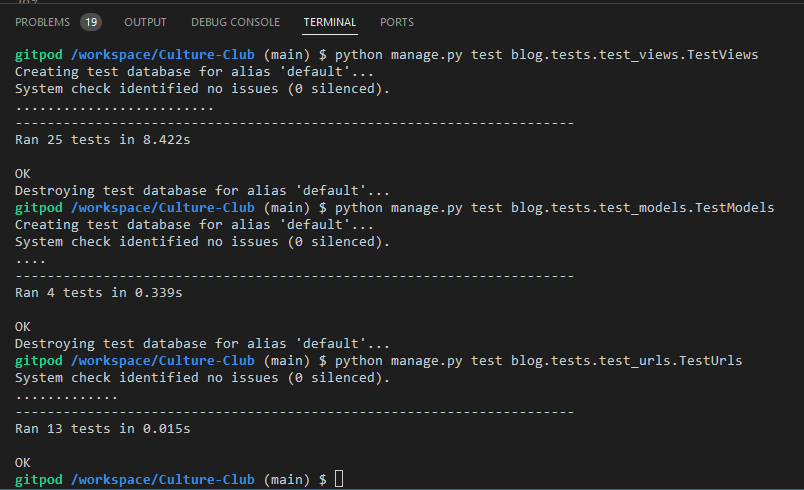 PROBLEMS 19 OUTPUT DEBUG CONSOLE TERMINAL PORTS
gitpod /workspace/Culture-Club (main) $ python manage.py test blog.tests.test_views.TestViews
Creating test database for alias 'default'...
System check identified no issues (0 silenced).
.........................
----------------------------------------------------------------------
Ran 25 tests in 8.422s
OK
Destroying test database for alias 'default'...
gitpod /workspace/Culture-Club (main) $ python manage.py test blog.tests.test_models.TestModels
Creating test database for alias 'default'...
System check identified no issues (0 silenced).
....
----------------------------------------------------------------------
Ran 4 tests in 0.339s
OK
Destroying test database for alias 'default'...
gitpod /workspace/Culture-Club (main) $ python manage.py test blog.tests.test_urls.TestUrls
System check identified no issues (0 silenced).
.............
----------------------------------------------------------------------
Ran 13 tests in 0.015s
OK
gitpod /workspace/Culture-Club (main) $